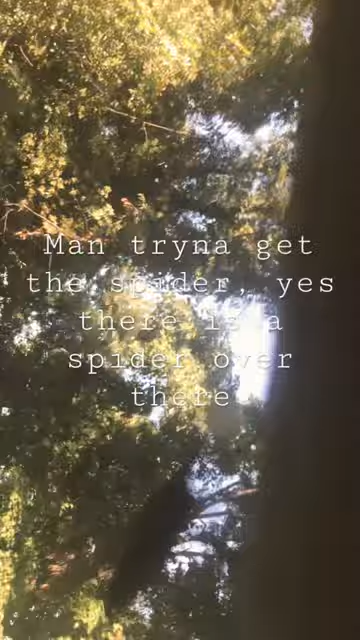 Man tryna get
the spider, yes
there is a
spider over
there